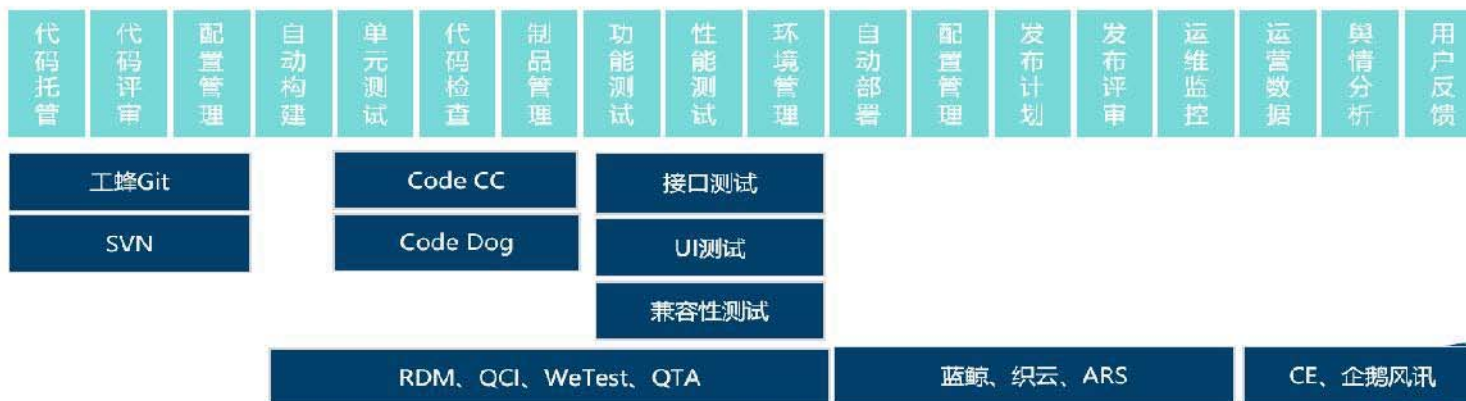 代码托管
代码评审
配置管理
自动构建
单元测试
代码检查
制品管理
功能测试
性能测试
环境管理
自动部署
配置管理
发布计划
发布评审
运维监控
运营数据
舆情分析
用户反馈
工蜂Git
Code CC
接口测试
SVN
Code Dog
UI测试
兼容性测试
RDM、QCI、WeTest、QTA
蓝鲸、织云、ARS
CE、企鹅风讯